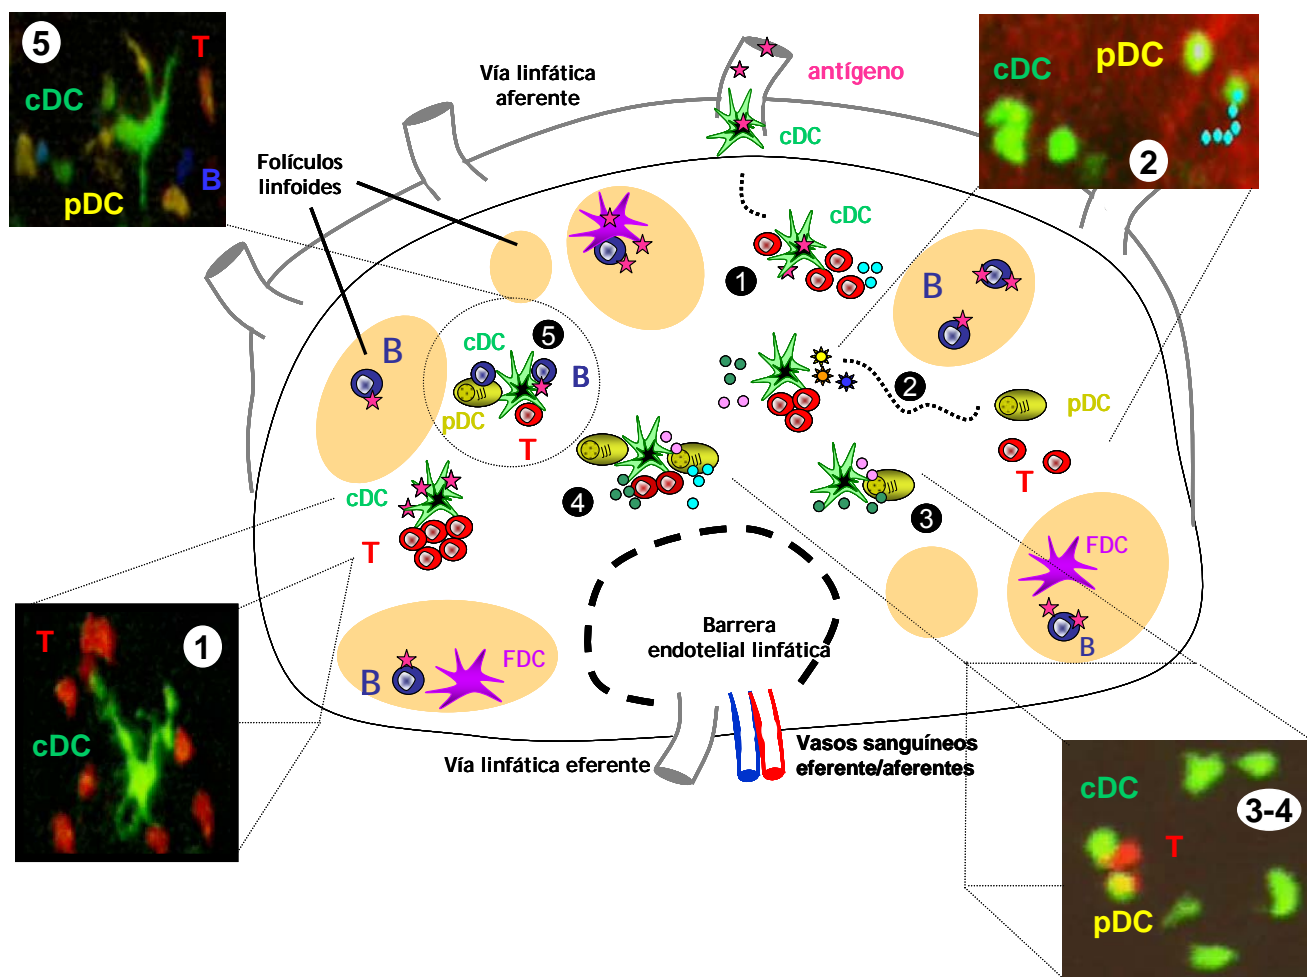 5
T
cDC
B
pDC
Vía linfática
aferente
antígeno
cDC
pDC
cDC
2
Folículos
linfoides
cDC
1
B
B
cDC
5
B
pDC
T
2
pDC
T
cDC
T
4
3
FDC
B
1
T
cDC
Barrera
endotelial linfática
B
FDC
Vía linfática eferente
Vasos sanguíneos
eferente/aferentes
cDC
3-4
T
pDC